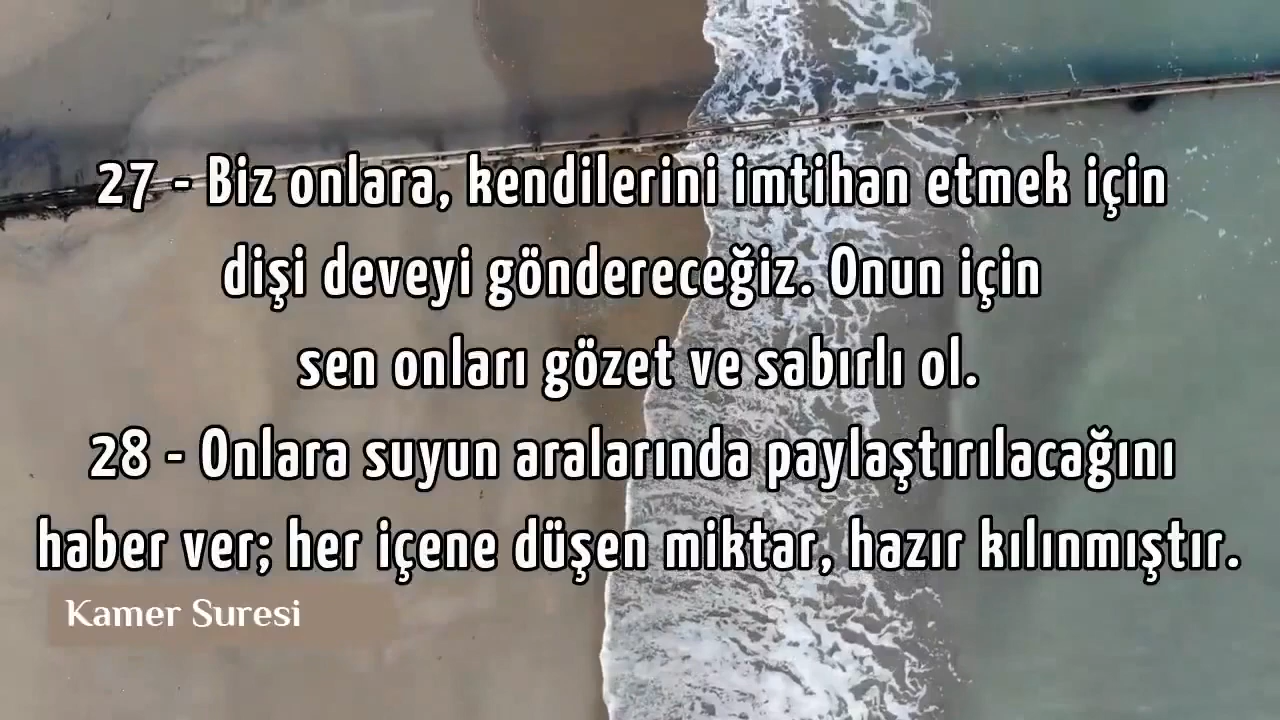 27 - Biz onlara, kendilerini imtihan etmek için
dişi deveyi göndereceğiz. Onun için
sen onları gözet ve sabırlı ol.
28 - Onlara suyun aralarında paylaştırılacağını
haber ver; her içene düşen miktar, hazır kılınmıştır.
Kamer Suresi